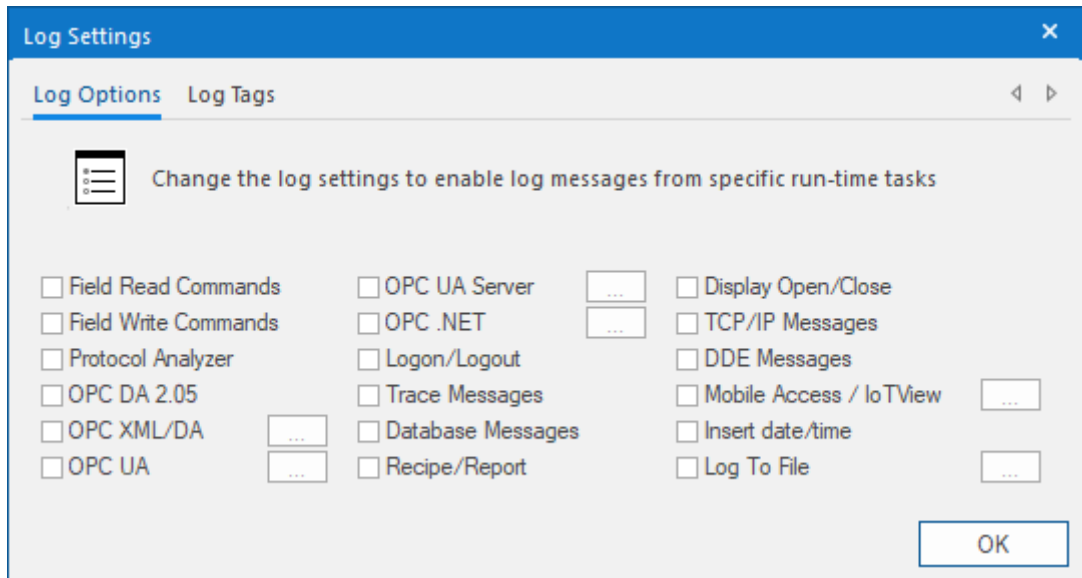 Log Settings
Log Options Log Tags
Change the log settings to enable log messages from specific run-time tasks
Field Read Commands
Field Write Commands
Protocol Analyzer
OPC DA 2.05
OPC XML/DA ...
OPC UA ...
OPC UA Server ...
OPC .NET ...
Logon/Logout
Trace Messages
Database Messages
Recipe/Report
Display Open/Close
TCP/IP Messages
DDE Messages
Mobile Access / IoTView ...
Insert date/time
Log To File ...
OK